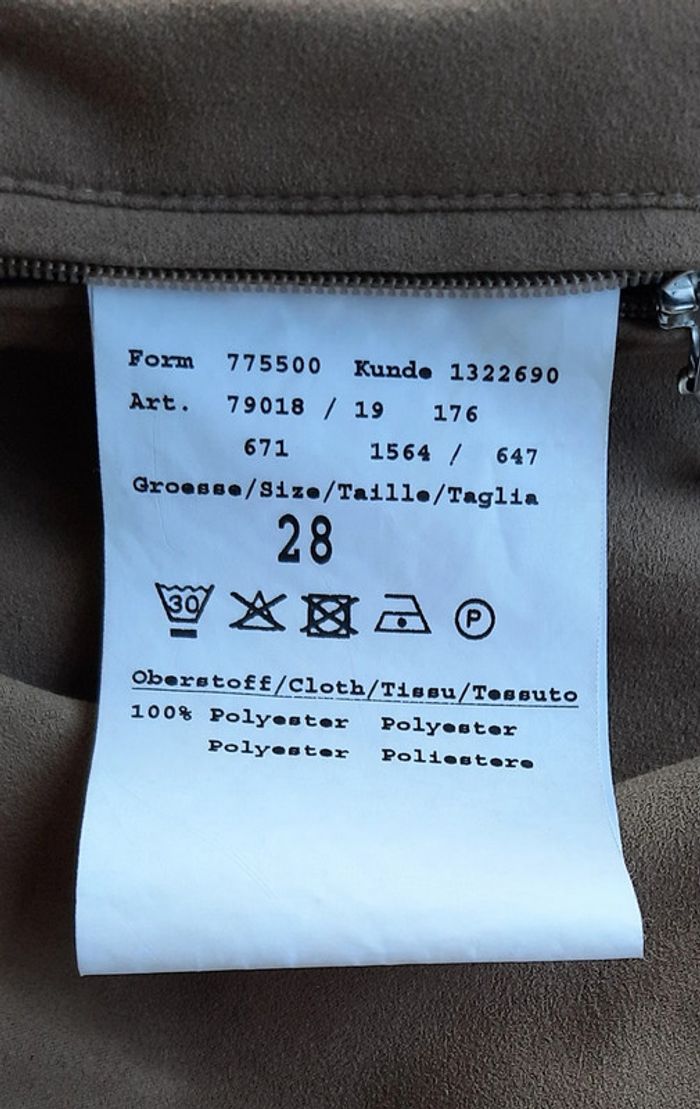 Form 775500 Kunde 1322690
Art. 79018 / 19 176
671 1564 / 647
Groesse/Size/Taille/Taglia
28
30 P
Oberstoff/Cloth/Tissu/Tessuto
100% Polyester Polyester
Polyester Poliestere